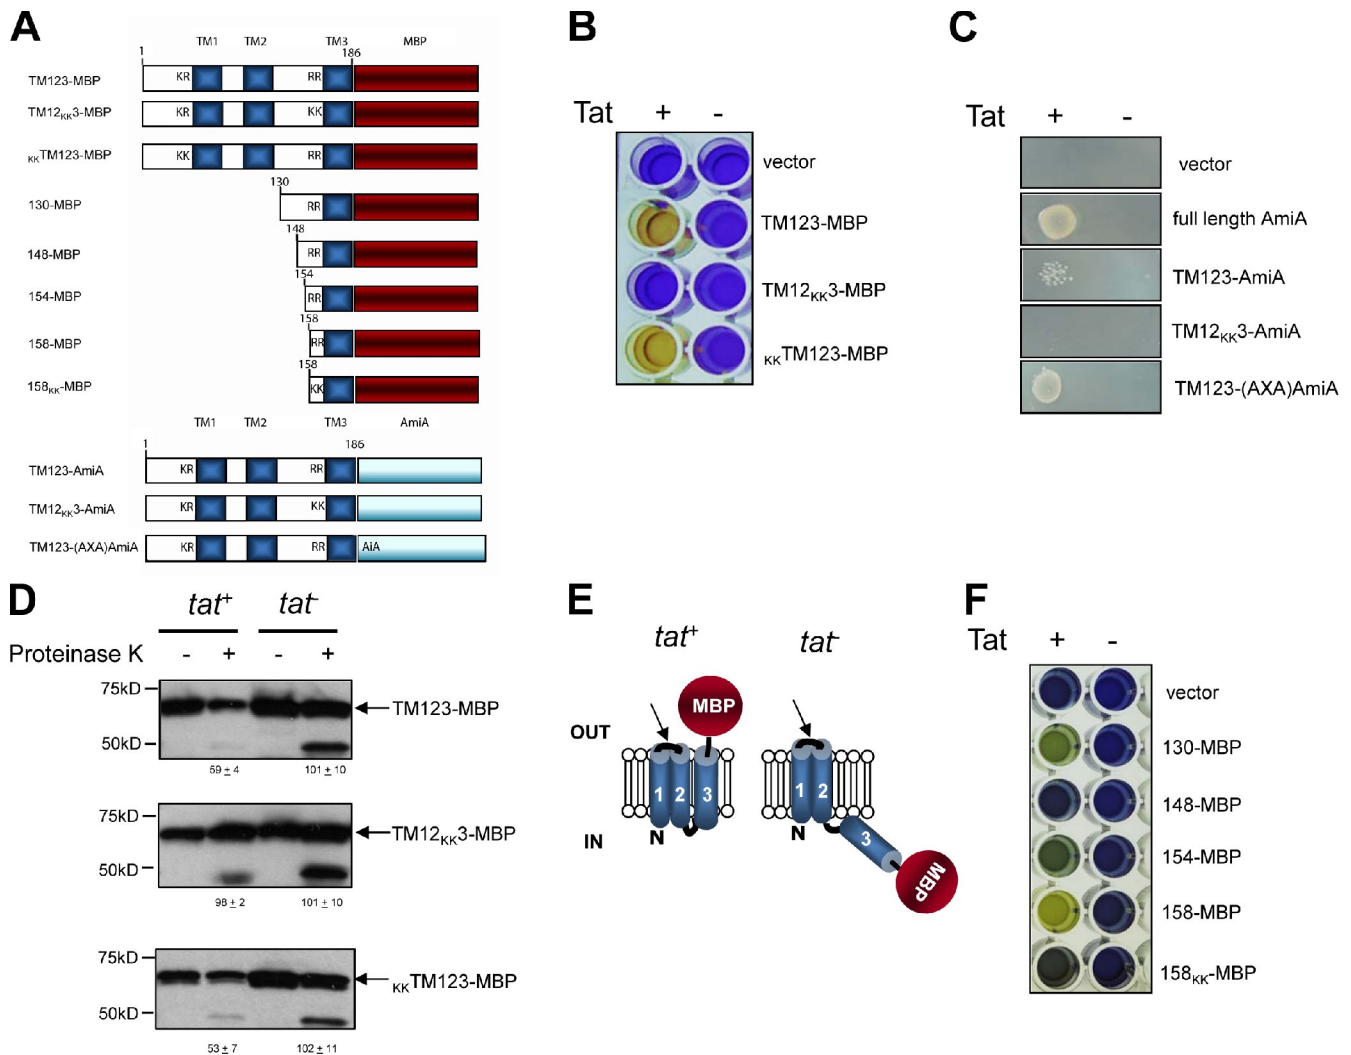 A
TM1 TM2 TM3 MBP
1 186
TM123-MBP KR RR
TM12KK3-MBP KR KK
KKTM123-MBP KK RR
130
130-MBP RR
148
148-MBP RR
154
154-MBP RR
158
158-MBP RR
158
158KK-MBP KK
TM1 TM2 TM3 AmiA
1 186
TM123-AmiA KR RR
TM12KK3-AmiA KR KK
TM123-(AXA)AmiA KR RR AiA
B
Tat + -
vector
TM123-MBP
TM12KK3-MBP
KKTM123-MBP
C
Tat + -
vector
full length AmiA
TM123-AmiA
TM12KK3-AmiA
TM123-(AXA)AmiA
D
tat+ tat-
Proteinase K - + - +
75kD
TM123-MBP
50kD
59 ± 4 101 ± 10
75kD
TM12KK3-MBP
50kD
98 ± 2 101 ± 10
75kD
KKTM123-MBP
50kD
53 ± 7 102 ± 11
E
tat+ tat-
MBP
OUT
1 2 3 1 2
N N 3
IN
MBP
F
Tat + -
vector
130-MBP
148-MBP
154-MBP
158-MBP
158KK-MBP